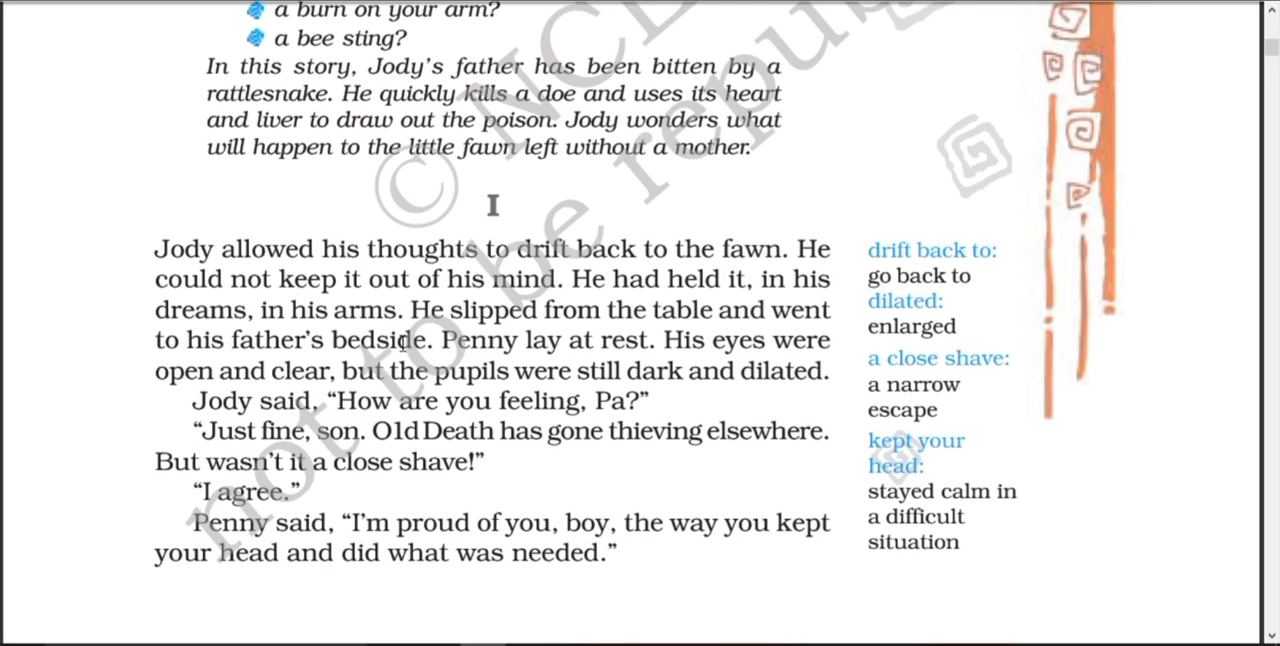 a burn on your arm?
a bee sting?
In this story, Jody's father has been bitten by a
rattlesnake. He quickly kills a doe and uses its heart
and liver to draw out the poison. Jody wonders what
will happen to the little fawn left without a mother.
I
Jody allowed his thoughts to drift back to the fawn. He
could not keep it out of his mind. He had held it, in his
dreams, in his arms. He slipped from the table and went
to his father's bedside. Penny lay at rest. His eyes were
open and clear, but the pupils were still dark and dilated.
Jody said, “How are you feeling, Pa?”
“Just fine, son. Old Death has gone thieving elsewhere.
But wasn't it a close shave!”
“I agree.”
Penny said, “I'm proud of you, boy, the way you kept
your head and did what was needed.”
drift back to:
go back to
dilated:
enlarged
a close shave:
a narrow
escape
kept your
head:
stayed calm in
a difficult
situation
not to be repub